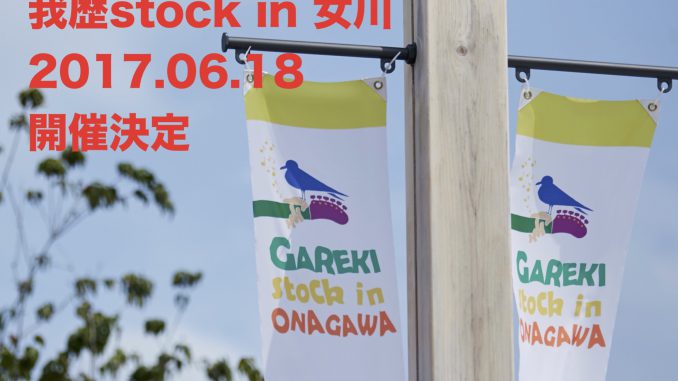 我歴stock in 女川
2017.06.18
開催決定
GAREKI
stock in
ONAGAWA
GAREKI
stock in
ONAGAWA